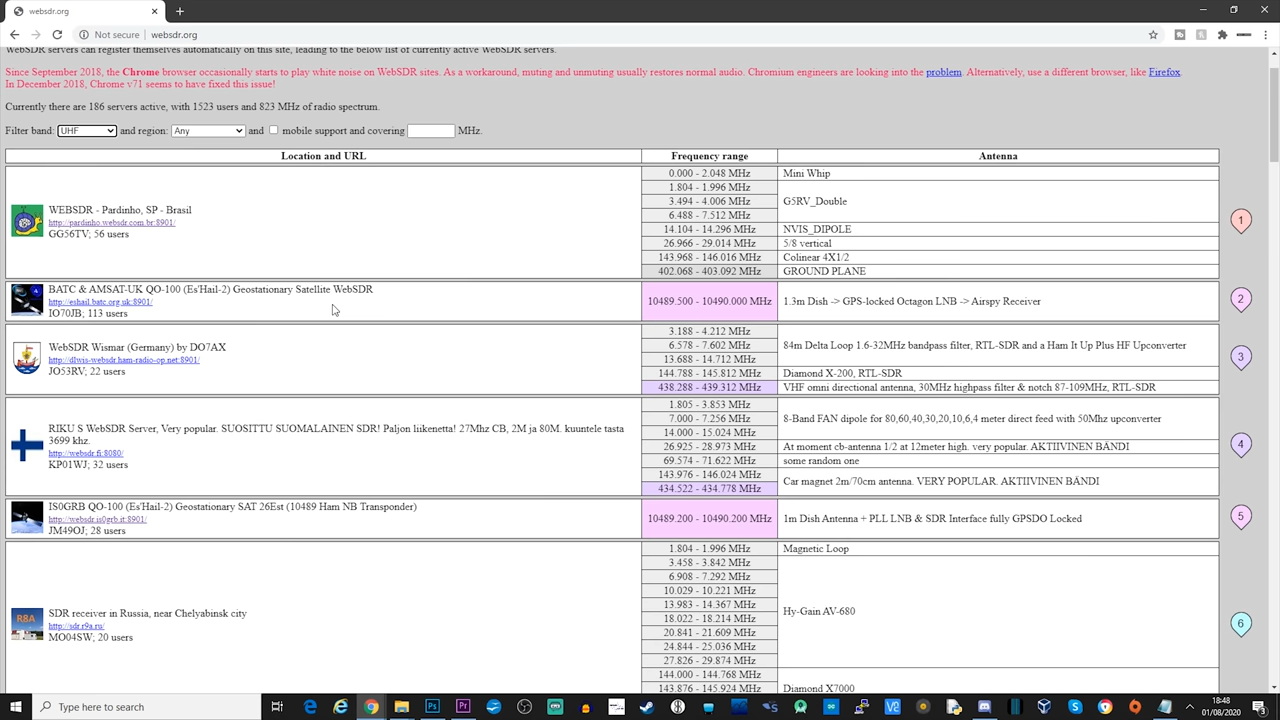 websdr.org
Not secure
websdr.org
WebSDR servers can register themselves automatically on this site, leading to the below list of currently active WebSDR servers.
Since September 2018, the Chrome browser occasionally starts to play white noise on WebSDR sites. As a workaround, muting and unmuting usually restores normal audio. Chromium engineers are looking into the problem. Alternatively, use a different browser, like Firefox.
In December 2018, Chrome v71 seems to have fixed this issue!
Currently there are 186 servers active, with 1523 users and 823 MHz of radio spectrum.
Filter band: UHF and region: Any and mobile support and covering MHz.
Location and URL Frequency range Antenna
WEBSDR - Pardinho, SP - Brasil
http://pardinho.websdr.com.br:8901/
GG56TV; 56 users
0.000 - 2.048 MHz Mini Whip
1.804 - 1.996 MHz
3.494 - 4.006 MHz G5RV_Double
6.488 - 7.512 MHz
14.104 - 14.296 MHz NVIS_DIPOLE
26.966 - 29.014 MHz 5/8 vertical
143.968 - 146.016 MHz Colinear 4X1/2
402.068 - 403.092 MHz GROUND PLANE
1
BATC & AMSAT-UK QO-100 (Es'Hail-2) Geostationary Satellite WebSDR
http://eshail.batc.org.uk:8901/
IO70JB; 113 users
10489.500 - 10490.000 MHz 1.3m Dish -> GPS-locked Octagon LNB -> Airspy Receiver
2
WebSDR Wismar (Germany) by DO7AX
http://dlwis-websdr.ham-radio-op.net:8901/
JO53RV; 22 users
3.188 - 4.212 MHz
6.578 - 7.602 MHz 84m Delta Loop 1.6-32MHz bandpass filter, RTL-SDR and a Ham It Up Plus HF Upconverter
13.688 - 14.712 MHz
144.788 - 145.812 MHz Diamond X-200, RTL-SDR
438.288 - 439.312 MHz VHF omni directional antenna, 30MHz highpass filter & notch 87-109MHz, RTL-SDR
3
RIKU S WebSDR Server, Very popular. SUOSITTU SUOMALAINEN SDR! Paljon liikenetta! 27Mhz CB, 2M ja 80M. kuuntele tasta
3699 khz.
http://websdr.fi:8080/
KP01WJ; 32 users
1.805 - 3.853 MHz
7.000 - 7.256 MHz 8-Band FAN dipole for 80,60,40,30,20,10,6,4 meter direct feed with 50Mhz upconverter
14.000 - 15.024 MHz
26.925 - 28.973 MHz At moment cb-antenna 1/2 at 12meter high. very popular. AKTIIVINEN BÄNDI
69.574 - 71.622 MHz some random one
143.976 - 146.024 MHz Car magnet 2m/70cm antenna. VERY POPULAR. AKTIIVINEN BÄNDI
434.522 - 434.778 MHz
4
IS0GRB QO-100 (Es'Hail-2) Geostationary SAT 26Est (10489 Ham NB Transponder)
http://websdr.is0grb.it:8901/
JM49OJ; 28 users
10489.200 - 10490.200 MHz 1m Dish Antenna + PLL LNB & SDR Interface fully GPSDO Locked
5
R8A
SDR receiver in Russia, near Chelyabinsk city
http://sdr.r9a.ru/
MO04SW; 20 users
1.804 - 1.996 MHz Magnetic Loop
3.458 - 3.842 MHz
6.908 - 7.292 MHz
10.029 - 10.221 MHz
13.983 - 14.367 MHz
18.022 - 18.214 MHz Hy-Gain AV-680
20.841 - 21.609 MHz
24.844 - 25.036 MHz
27.826 - 29.874 MHz
144.000 - 144.768 MHz
143.876 - 145.924 MHz Diamond X7000
6
Type here to search
Ps
Pr
18:48
01/08/2020